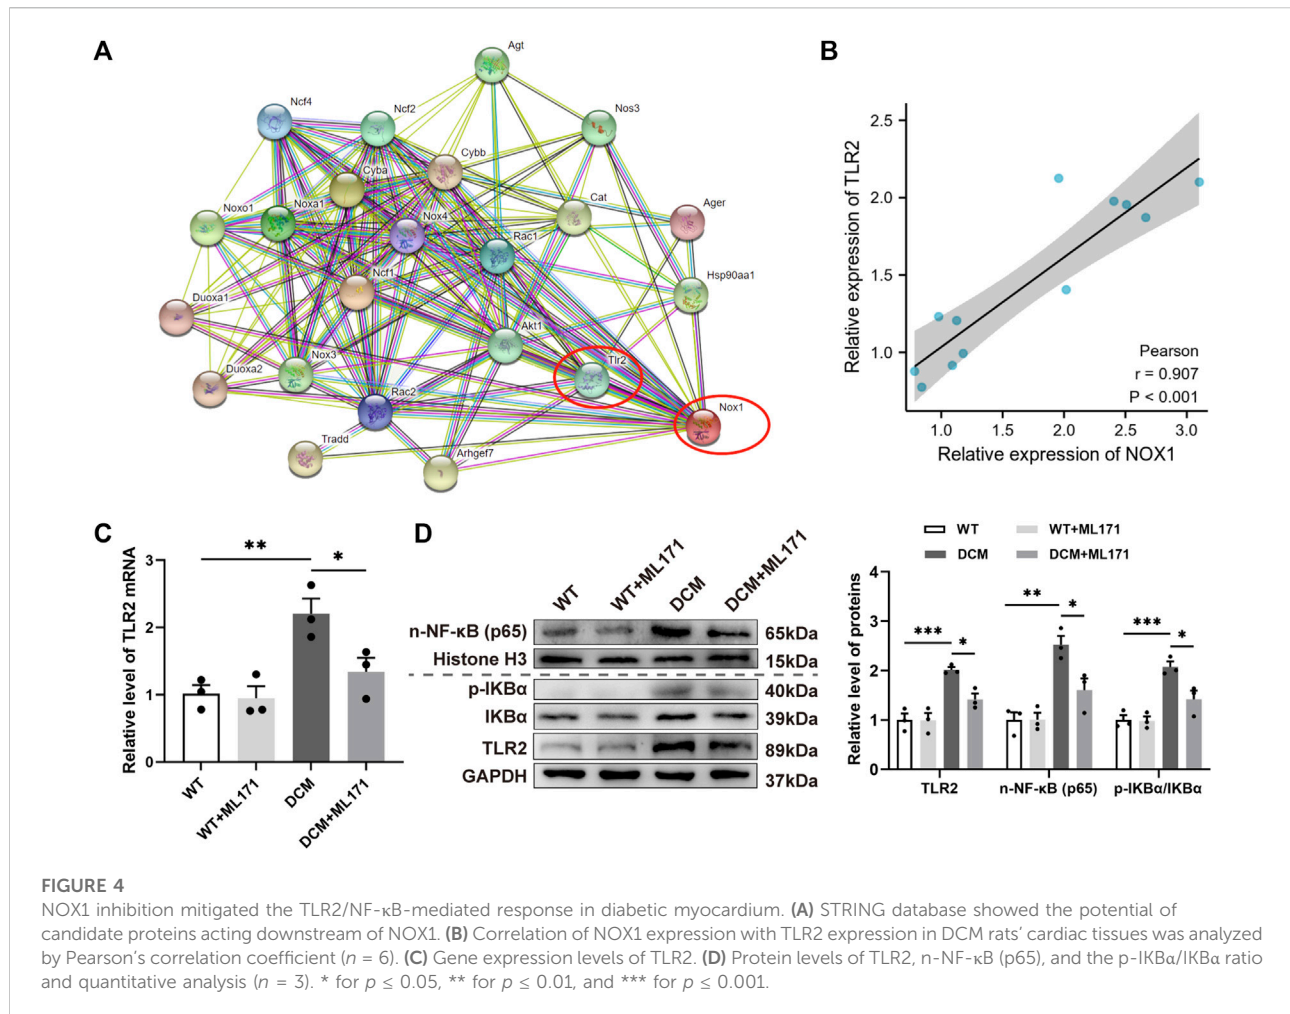 A
Agt
Ncf4
Ncf2
Nos3
Cybb
Cyba
Cat
Ager
Noxo1
Noxa1
Nox4
Rac1
Hsp90aa1
Ncf1
Duoxa1
Akt1
Tlr2
Nox3
Duoxa2
Rac2
Nox1
Tradd
Arhgef7
B
Relative expression of TLR2
2.5
2.0
1.5
1.0
Pearson
r = 0.907
P < 0.001
1.0 1.5 2.0 2.5 3.0
Relative expression of NOX1
C
Relative level of TLR2 mRNA
3
2
1
0
**
*
WT
WT+ML171
DCM
DCM+ML171
D
WT
WT+ML171
DCM
DCM+ML171
n-NF-κB (p65) 65kDa
Histone H3 15kDa
p-IKBα 40kDa
IKBα 39kDa
TLR2 89kDa
GAPDH 37kDa
WT WT+ML171
DCM DCM+ML171
Relative level of proteins
4
3
2
1
0
*** *
** *
*** *
TLR2 n-NF-κB (p65) p-IKBα/IKBα
FIGURE 4
NOX1 inhibition mitigated the TLR2/NF-κB-mediated response in diabetic myocardium. (A) STRING database showed the potential of
candidate proteins acting downstream of NOX1. (B) Correlation of NOX1 expression with TLR2 expression in DCM rats' cardiac tissues was analyzed
by Pearson's correlation coefficient (n = 6). (C) Gene expression levels of TLR2. (D) Protein levels of TLR2, n-NF-κB (p65), and the p-IKBα/IKBα ratio
and quantitative analysis (n = 3). * for p ≤ 0.05, ** for p ≤ 0.01, and *** for p ≤ 0.001.